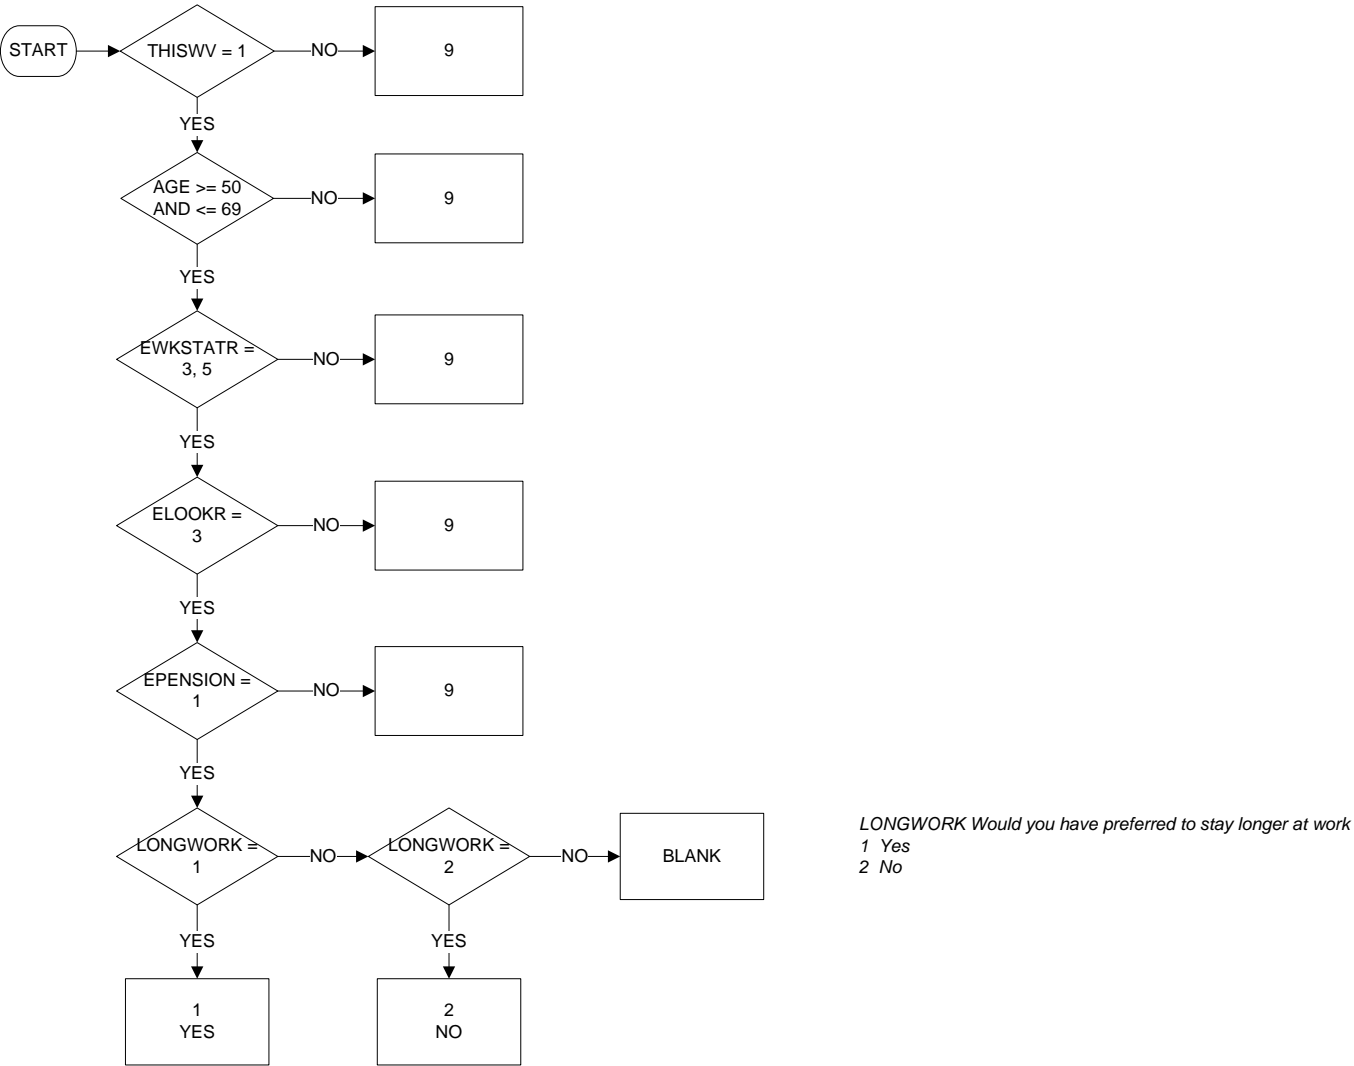 START
THISWV = 1
NO
9
YES
AGE >= 50
AND <= 69
NO
9
YES
EWKSTATR =
3, 5
NO
9
YES
ELOOKR =
3
NO
9
YES
EPENSION =
1
NO
9
YES
LONGWORK =
1
NO
LONGWORK =
2
NO
BLANK
LONGWORK Would you have preferred to stay longer at work
1 Yes
2 No
YES
YES
1
YES
2
NO